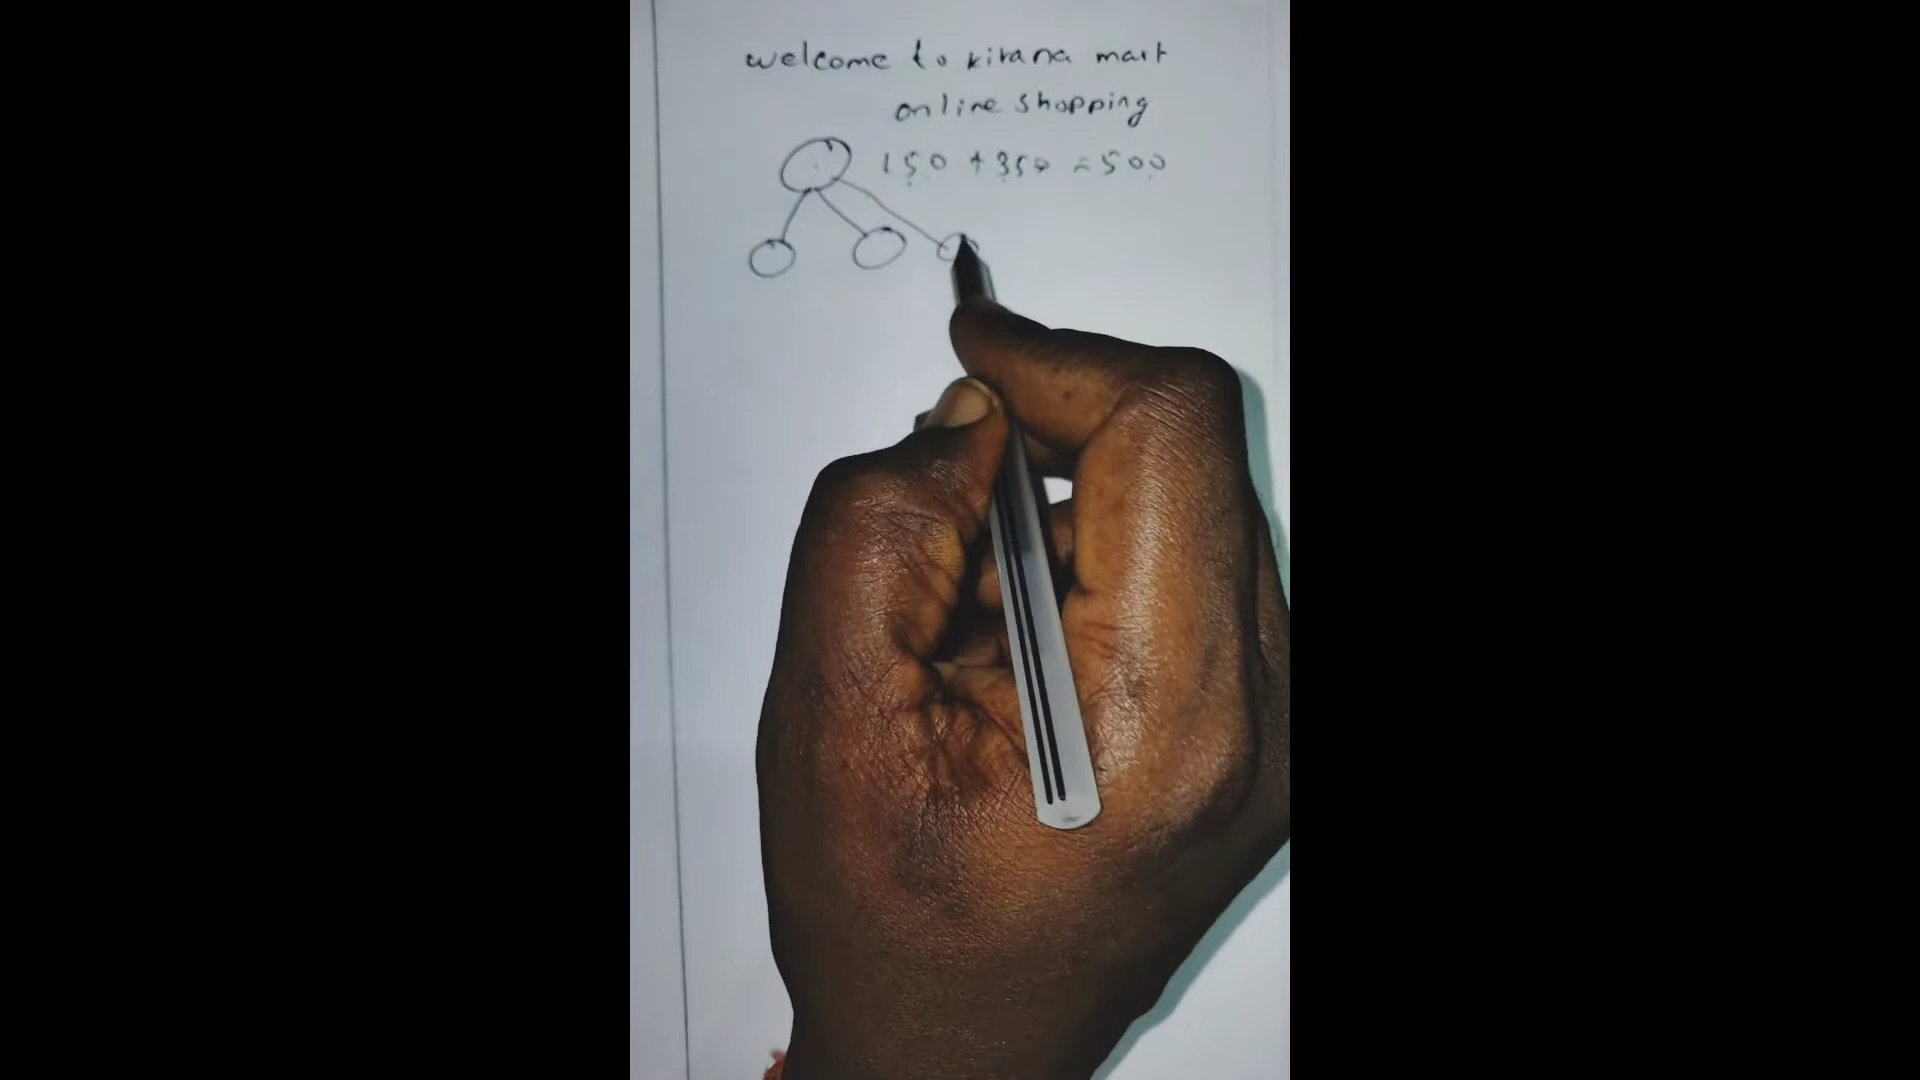 welcome to kirana mart
online shopping
150 + 350 = 500